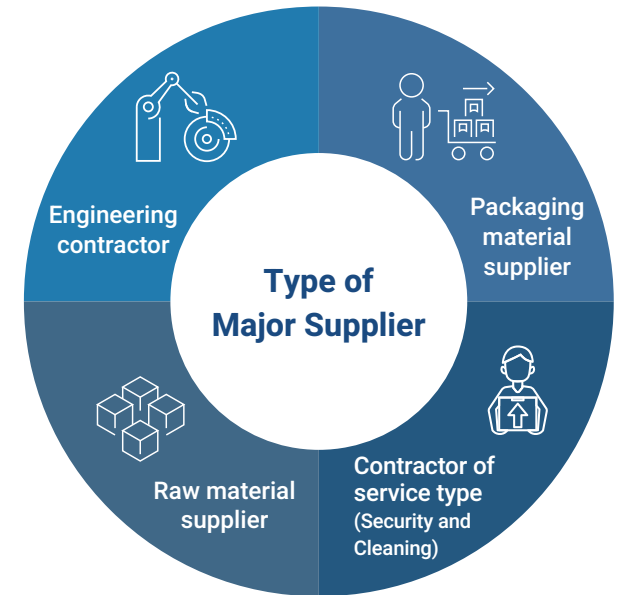 Engineering
contractor
Packaging
material
supplier
Type of
Major Supplier
Raw material
supplier
Contractor of
service type
(Security and
Cleaning)